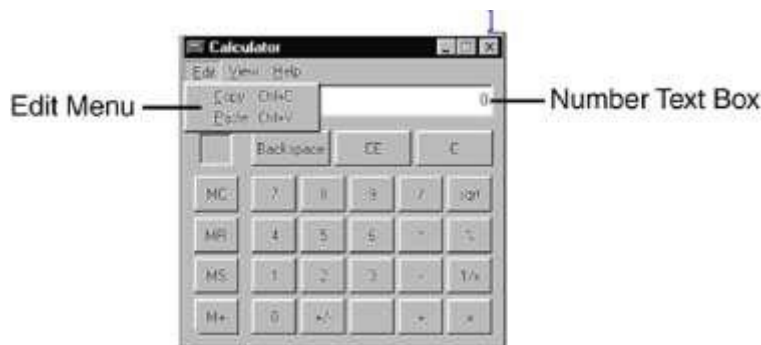 Calculator
Edit View Help
Edit Menu
Copy Ctrl+C
Paste Ctrl+V
0
Number Text Box
Backspace CE C
MC 7 8 9 / sqrt
MR 4 5 6 * %
MS 1 2 3 - 1/x
M+ 0 +/- +